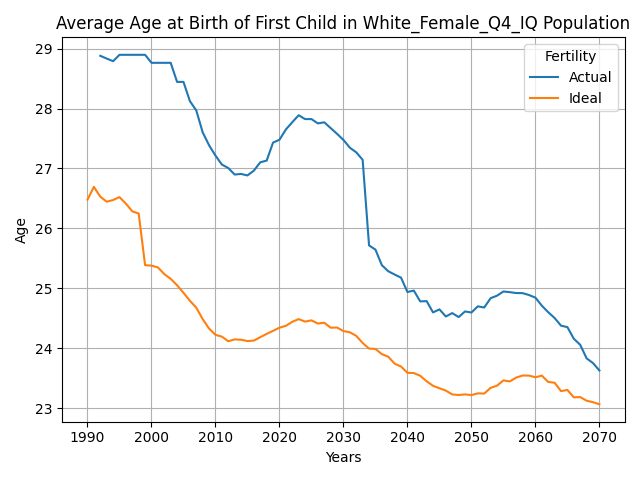 Average Age at Birth of First Child in White_Female_Q4_IQ Population
Fertility
Actual
Ideal
29
28
27
26
25
24
23
Age
1990
2000
2010
2020
2030
2040
2050
2060
2070
Years